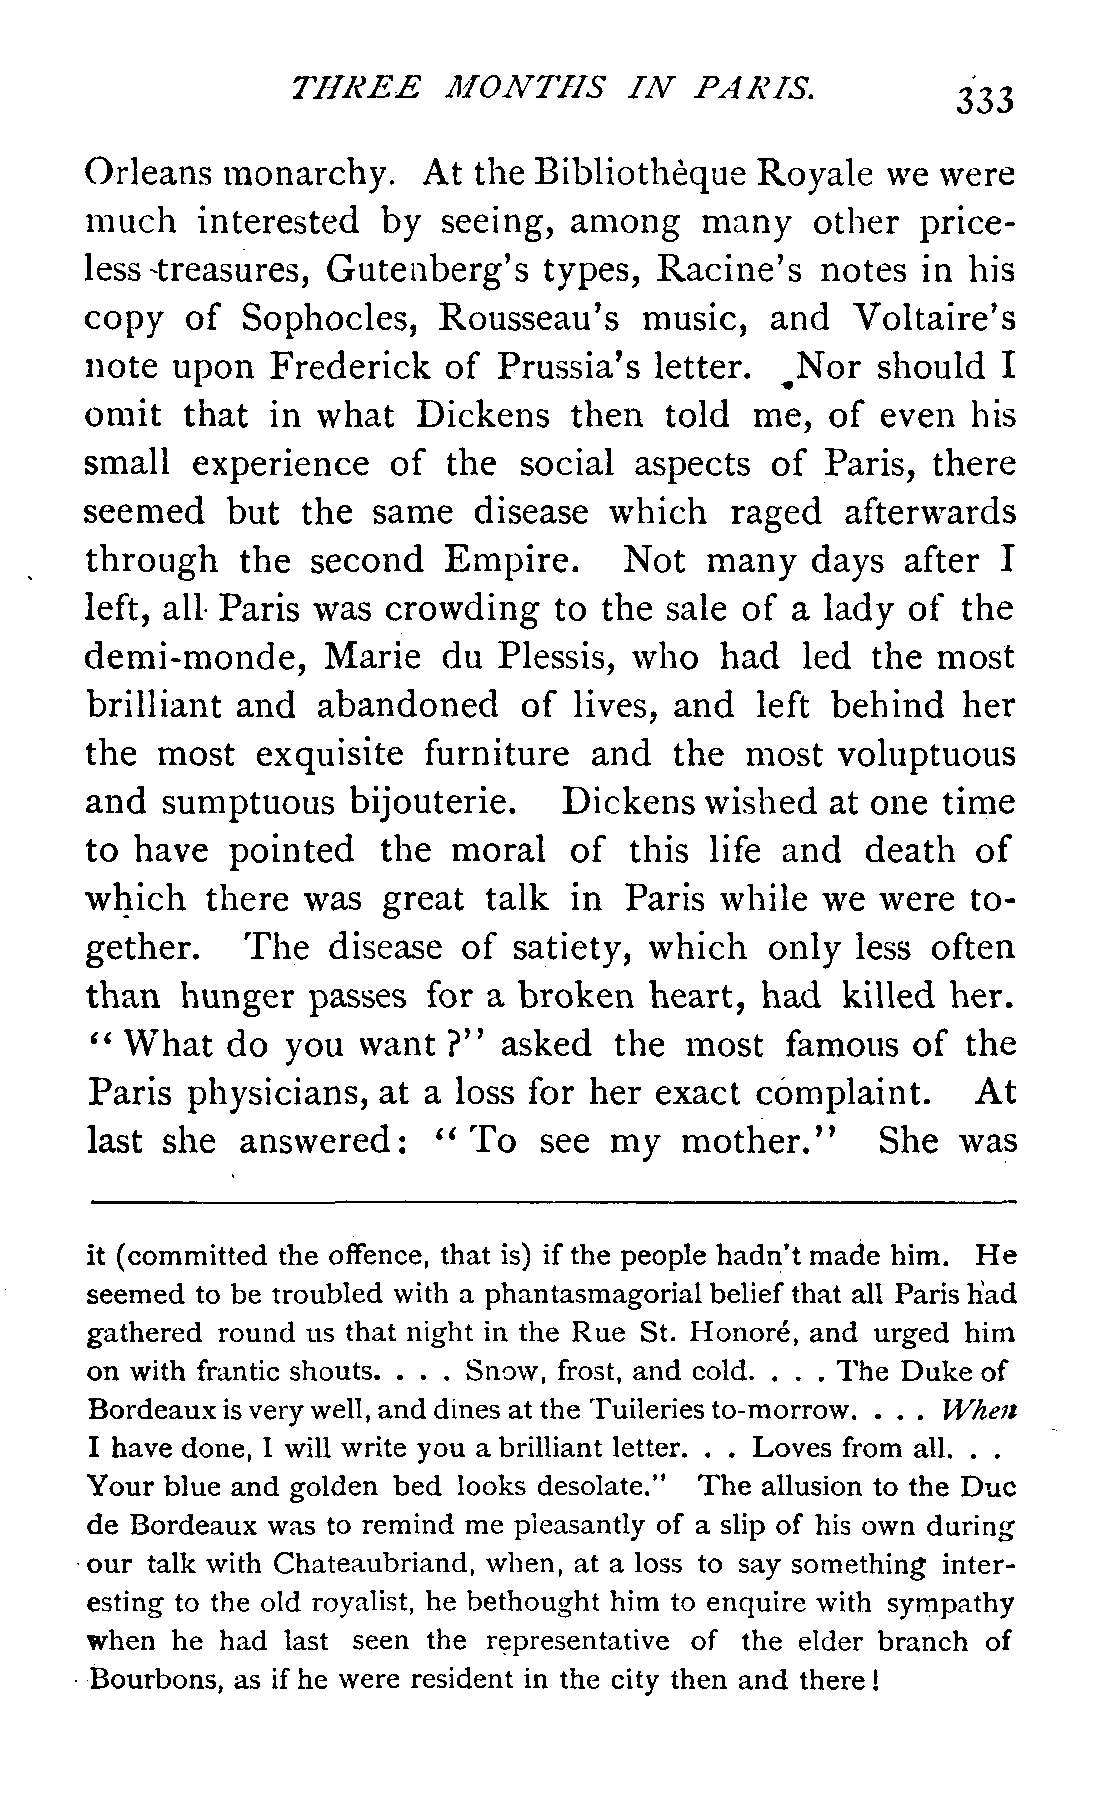 THREE MONTHS IN PARIS. 333
Orleans monarchy. At the Bibliothèque Royale we were
much interested by seeing, among many other price-
less treasures, Gutenberg's types, Racine's notes in his
copy of Sophocles, Rousseau's music, and Voltaire's
note upon Frederick of Prussia's letter. Nor should I
omit that in what Dickens then told me, of even his
small experience of the social aspects of Paris, there
seemed but the same disease which raged afterwards
through the second Empire. Not many days after I
left, all Paris was crowding to the sale of a lady of the
demi-monde, Marie du Plessis, who had led the most
brilliant and abandoned of lives, and left behind her
the most exquisite furniture and the most voluptuous
and sumptuous bijouterie. Dickens wished at one time
to have pointed the moral of this life and death of
which there was great talk in Paris while we were to-
gether. The disease of satiety, which only less often
than hunger passes for a broken heart, had killed her.
“What do you want?” asked the most famous of the
Paris physicians, at a loss for her exact complaint. At
last she answered: “To see my mother.” She was
it (committed the offence, that is) if the people hadn't made him. He
seemed to be troubled with a phantasmagorial belief that all Paris had
gathered round us that night in the Rue St. Honoré, and urged him
on with frantic shouts. . . . Snow, frost, and cold. . . . The Duke of
Bordeaux is very well, and dines at the Tuileries to-morrow. . . . When
I have done, I will write you a brilliant letter. . . Loves from all. . .
Your blue and golden bed looks desolate.” The allusion to the Duc
de Bordeaux was to remind me pleasantly of a slip of his own during
our talk with Chateaubriand, when, at a loss to say something inter-
esting to the old royalist, he bethought him to enquire with sympathy
when he had last seen the representative of the elder branch of
Bourbons, as if he were resident in the city then and there!